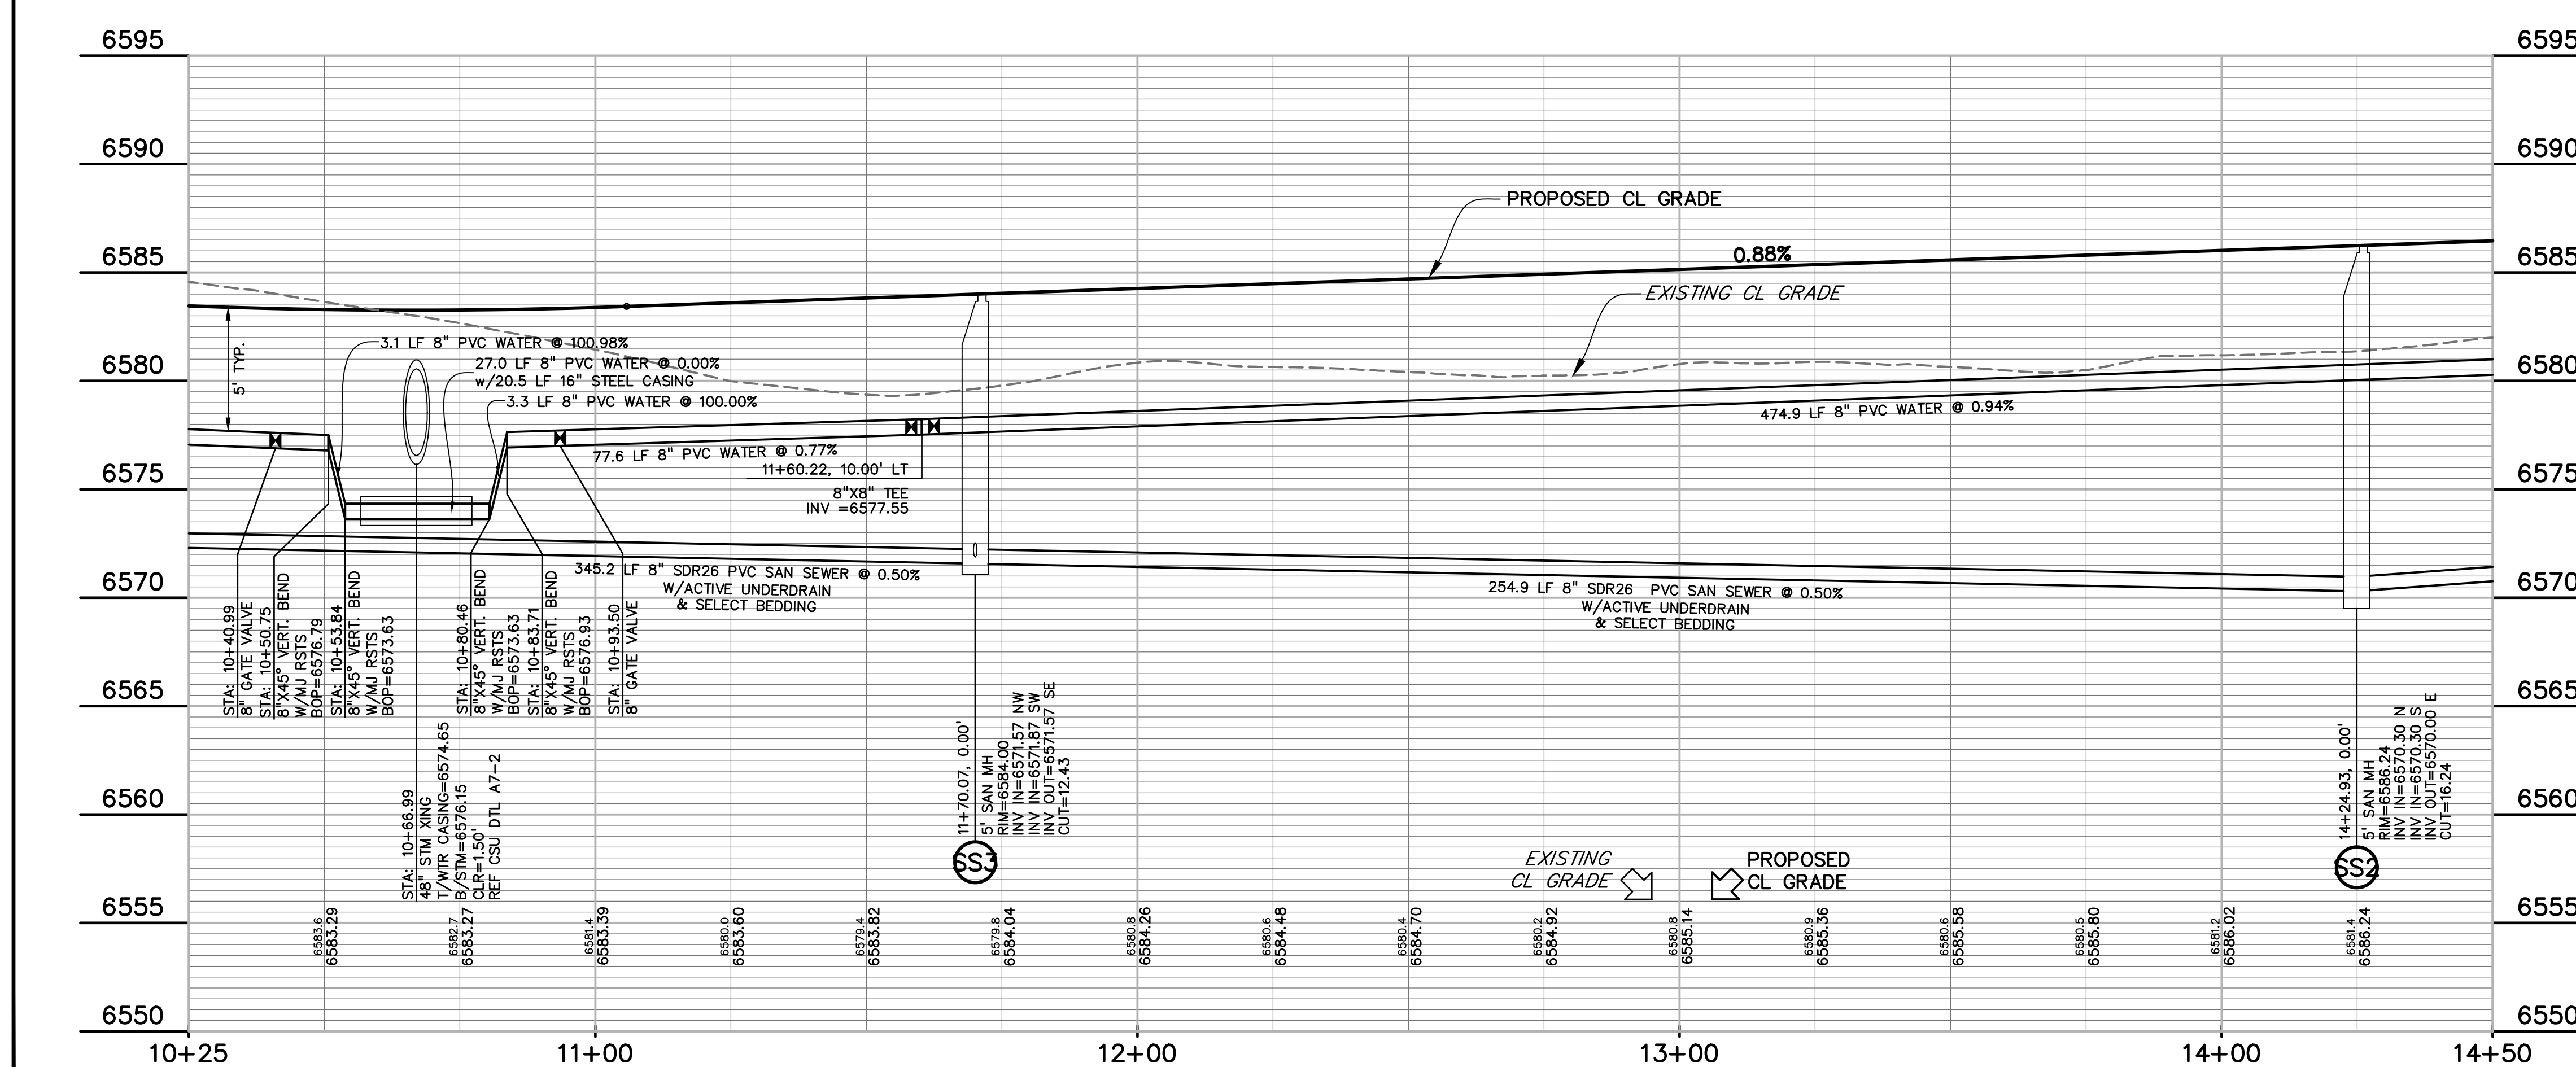 6595
6595
6590
6590
PROPOSED CL GRADE
0.88%
6585
6585
EXISTING CL GRADE
5' TYP.
3.1 LF 8" PVC WATER @ 100.98%
27.0 LF 8" PVC WATER @ 0.00%
w/20.5 LF 16" STEEL CASING
3.3 LF 8" PVC WATER @ 100.00%
6580
6580
474.9 LF 8" PVC WATER @ 0.94%
77.6 LF 8" PVC WATER @ 0.77%
11+60.22, 10.00' LT
8"X8" TEE
INV =6577.55
6575
6575
345.2 LF 8" SDR26 PVC SAN SEWER @ 0.50%
W/ACTIVE UNDERDRAIN
& SELECT BEDDING
254.9 LF 8" SDR26 PVC SAN SEWER @ 0.50%
W/ACTIVE UNDERDRAIN
& SELECT BEDDING
6570
6570
STA: 10+40.99
8" GATE VALVE
STA: 10+50.75
8"X45° VERT. BEND
W/MJ RSTS
BOP=6576.79
STA: 10+53.84
8"X45° VERT. BEND
W/MJ RSTS
BOP=6573.63
STA: 10+80.46
8"X45° VERT. BEND
W/MJ RSTS
BOP=6573.63
STA: 10+83.71
8"X45° VERT. BEND
W/MJ RSTS
BOP=6576.93
STA: 10+93.50
8" GATE VALVE
6565
6565
STA: 10+66.99
48" STM XING
T/WTR CASING=6574.65
B/STM=6576.15
CLR=1.50'
REF CSU DTL A7-2
11+70.07, 0.00'
5' SAN MH
RIM=6584.00
INV IN=6571.57 NW
INV IN=6571.87 SW
INV OUT=6571.57 SE
CUT=12.43
SS3
14+24.93, 0.00'
5' SAN MH
RIM=6586.24
INV IN=6570.30 N
INV IN=6570.30 S
INV OUT=6570.00 E
CUT=16.24
SS2
6560
6560
EXISTING
CL GRADE
PROPOSED
CL GRADE
6555
6555
6583.6
6583.29
6582.7
6583.27
6581.4
6583.39
6580.0
6583.60
6579.4
6583.82
6579.8
6584.04
6580.8
6584.26
6580.6
6584.48
6580.4
6584.70
6580.2
6584.92
6580.8
6585.14
6580.9
6585.36
6580.6
6585.58
6580.5
6585.80
6581.2
6586.02
6581.4
6586.24
6550
6550
10+25
11+00
12+00
13+00
14+00
14+50